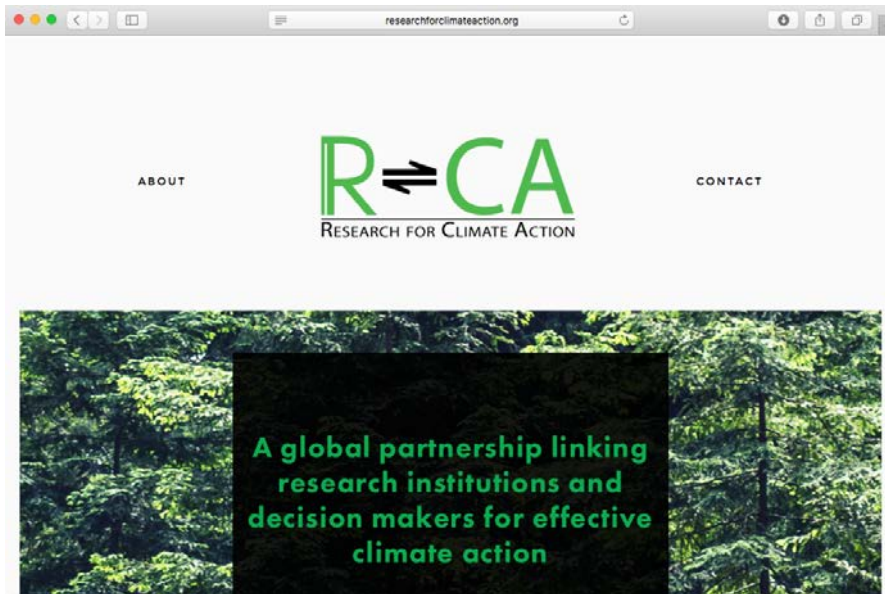 researchforclimateaction.org
ABOUT
R⇌CA
RESEARCH FOR CLIMATE ACTION
CONTACT
A global partnership linking
research institutions and
decision makers for effective
climate action